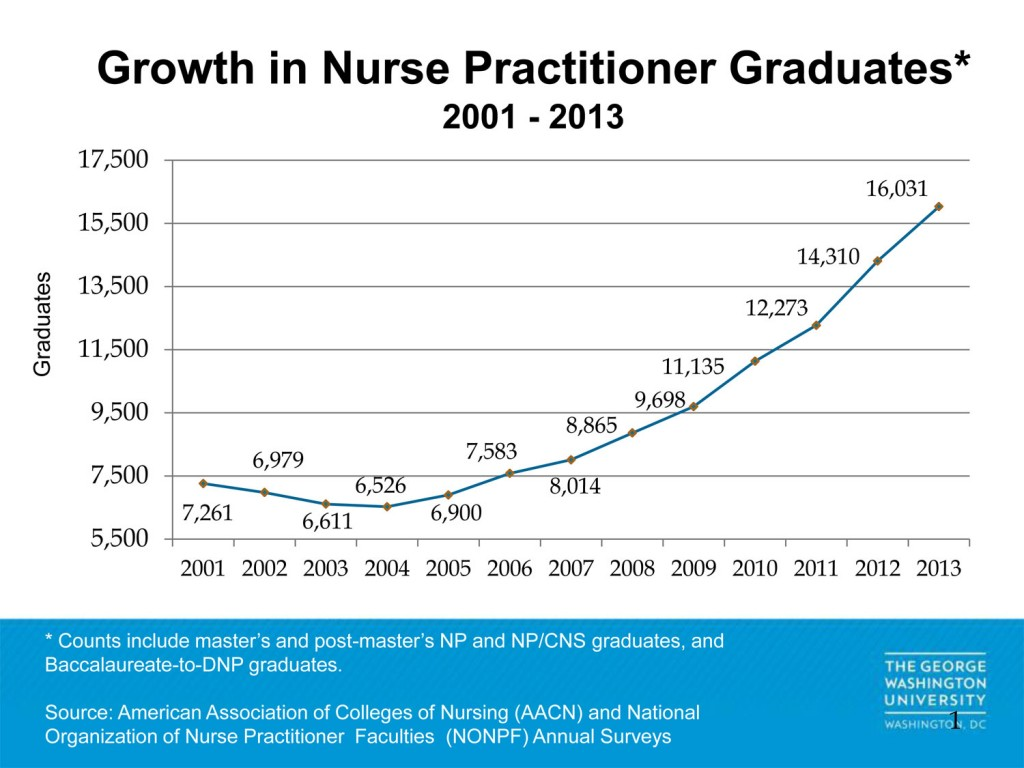 Growth in Nurse Practitioner Graduates*
2001 - 2013
Graduates
17,500
15,500
13,500
11,500
9,500
7,500
5,500
7,261
6,979
6,611
6,526
6,900
7,583
8,014
8,865
9,698
11,135
12,273
14,310
16,031
2001 2002 2003 2004 2005 2006 2007 2008 2009 2010 2011 2012 2013
* Counts include master’s and post-master’s NP and NP/CNS graduates, and
Baccalaureate-to-DNP graduates.
Source: American Association of Colleges of Nursing (AACN) and National
Organization of Nurse Practitioner Faculties (NONPF) Annual Surveys
THE GEORGE
WASHINGTON
UNIVERSITY
WASHINGTON, DC
1